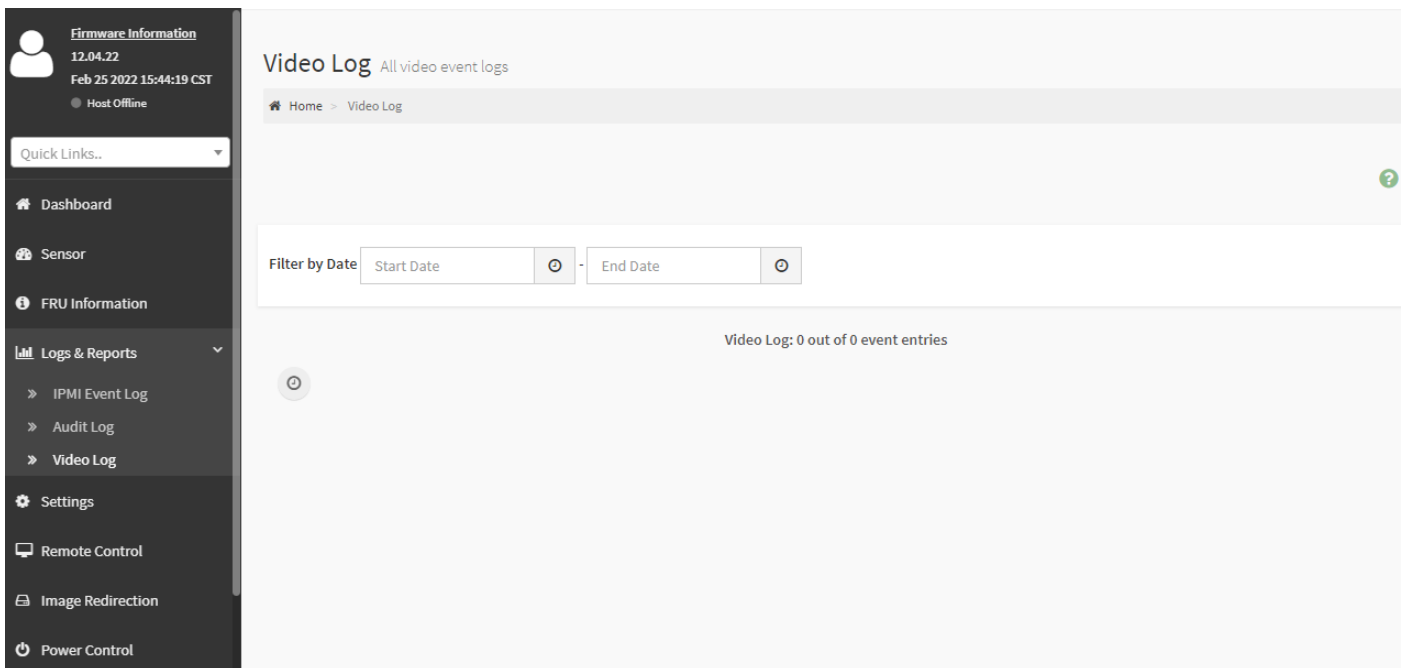 Firmware Information
12.04.22
Feb 25 2022 15:44:19 CST
Host Offline
Quick Links..
Dashboard
Sensor
FRU Information
Logs & Reports
IPMI Event Log
Audit Log
Video Log
Settings
Remote Control
Image Redirection
Power Control
Video Log All video event logs
Home > Video Log
Filter by Date Start Date - End Date
Video Log: 0 out of 0 event entries